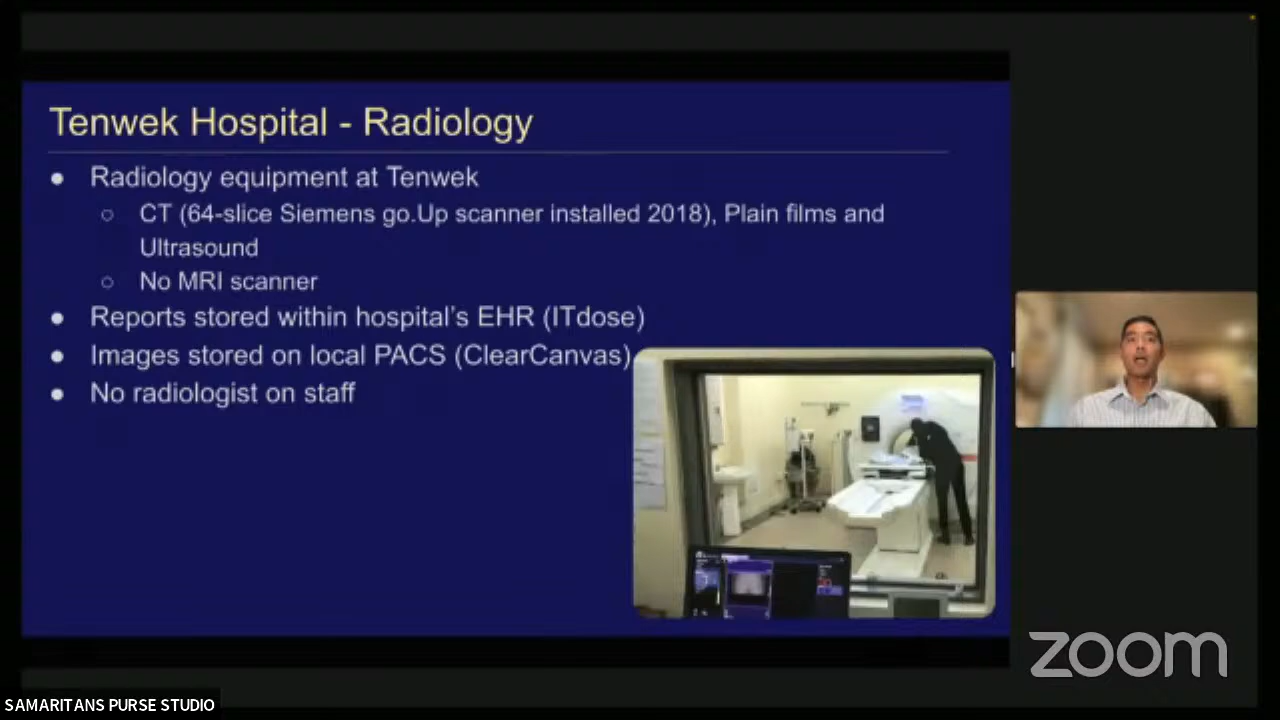 Tenwek Hospital - Radiology
● Radiology equipment at Tenwek
○ CT (64-slice Siemens go.Up scanner installed 2018), Plain films and
Ultrasound
○ No MRI scanner
● Reports stored within hospital's EHR (ITdose)
● Images stored on local PACS (ClearCanvas)
● No radiologist on staff
zoom
SAMARITANS PURSE STUDIO